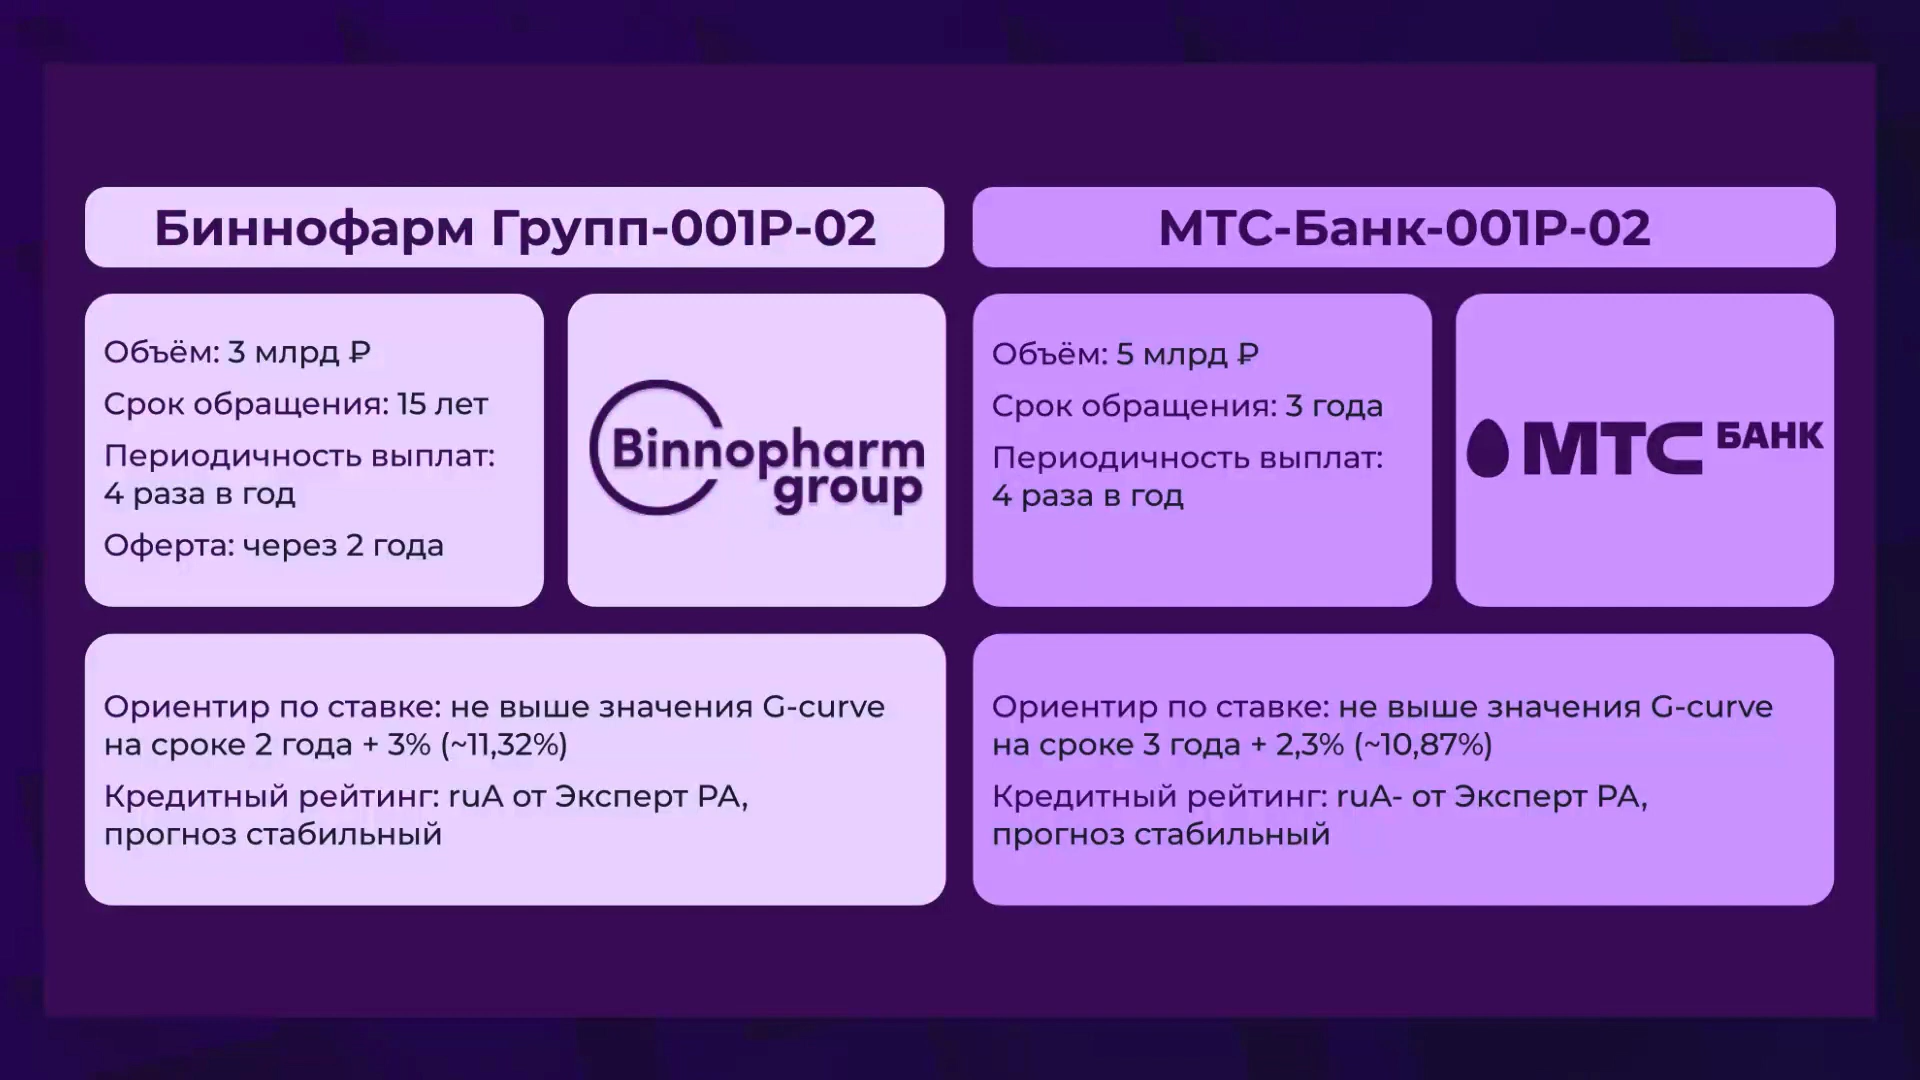 Биннофарм Групп-001P-02
Объём: 3 млрд ₽
Срок обращения: 15 лет
Периодичность выплат:
4 раза в год
Оферта: через 2 года
Binnopharm
group
Ориентир по ставке: не выше значения G-curve
на сроке 2 года + 3% (~11,32%)
Кредитный рейтинг: ruA от Эксперт РА,
прогноз стабильный
МТС-Банк-001P-02
Объём: 5 млрд ₽
Срок обращения: 3 года
Периодичность выплат:
4 раза в год
МТС БАНК
Ориентир по ставке: не выше значения G-curve
на сроке 3 года + 2,3% (~10,87%)
Кредитный рейтинг: ruA- от Эксперт РА,
прогноз стабильный